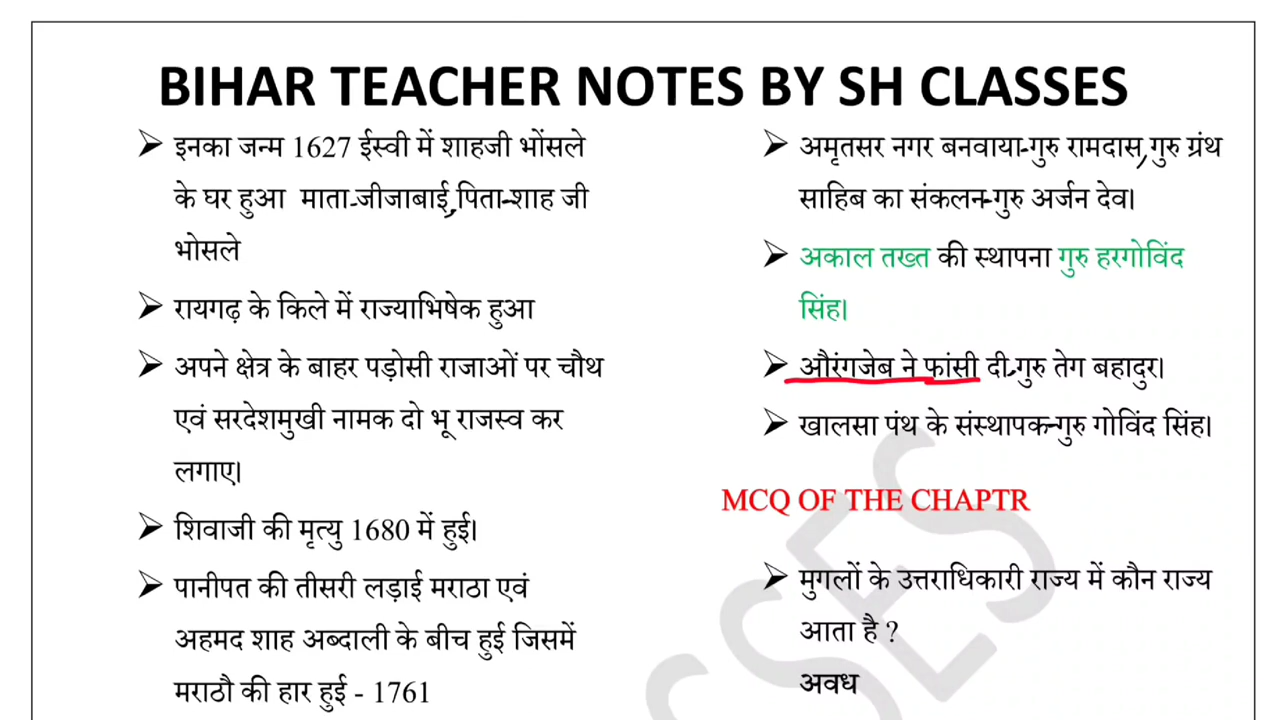 BIHAR TEACHER NOTES BY SH CLASSES
➢ इनका जन्म 1627 ईस्वी में शाहजी भोंसले
के घर हुआ माता-जीजाबाई,पिता-शाह जी
भोसले
➢ रायगढ़ के किले में राज्याभिषेक हुआ
➢ अपने क्षेत्र के बाहर पड़ोसी राजाओं पर चौथ
एवं सरदेशमुखी नामक दो भू राजस्व कर
लगाए।
➢ शिवाजी की मृत्यु 1680 में हुई।
➢ पानीपत की तीसरी लड़ाई मराठा एवं
अहमद शाह अब्दाली के बीच हुई जिसमें
मराठौ की हार हुई - 1761
➢ अमृतसर नगर बनवाया-गुरु रामदास,गुरु ग्रंथ
साहिब का संकलन-गुरु अर्जन देव।
➢ अकाल तख्त की स्थापना गुरु हरगोविंद
सिंह।
➢ औरंगजेब ने फांसी दी-गुरु तेग बहादुर।
➢ खालसा पंथ के संस्थापक-गुरु गोविंद सिंह।
MCQ OF THE CHAPTR
➢ मुगलों के उत्तराधिकारी राज्य में कौन राज्य
आता है ?
अवध